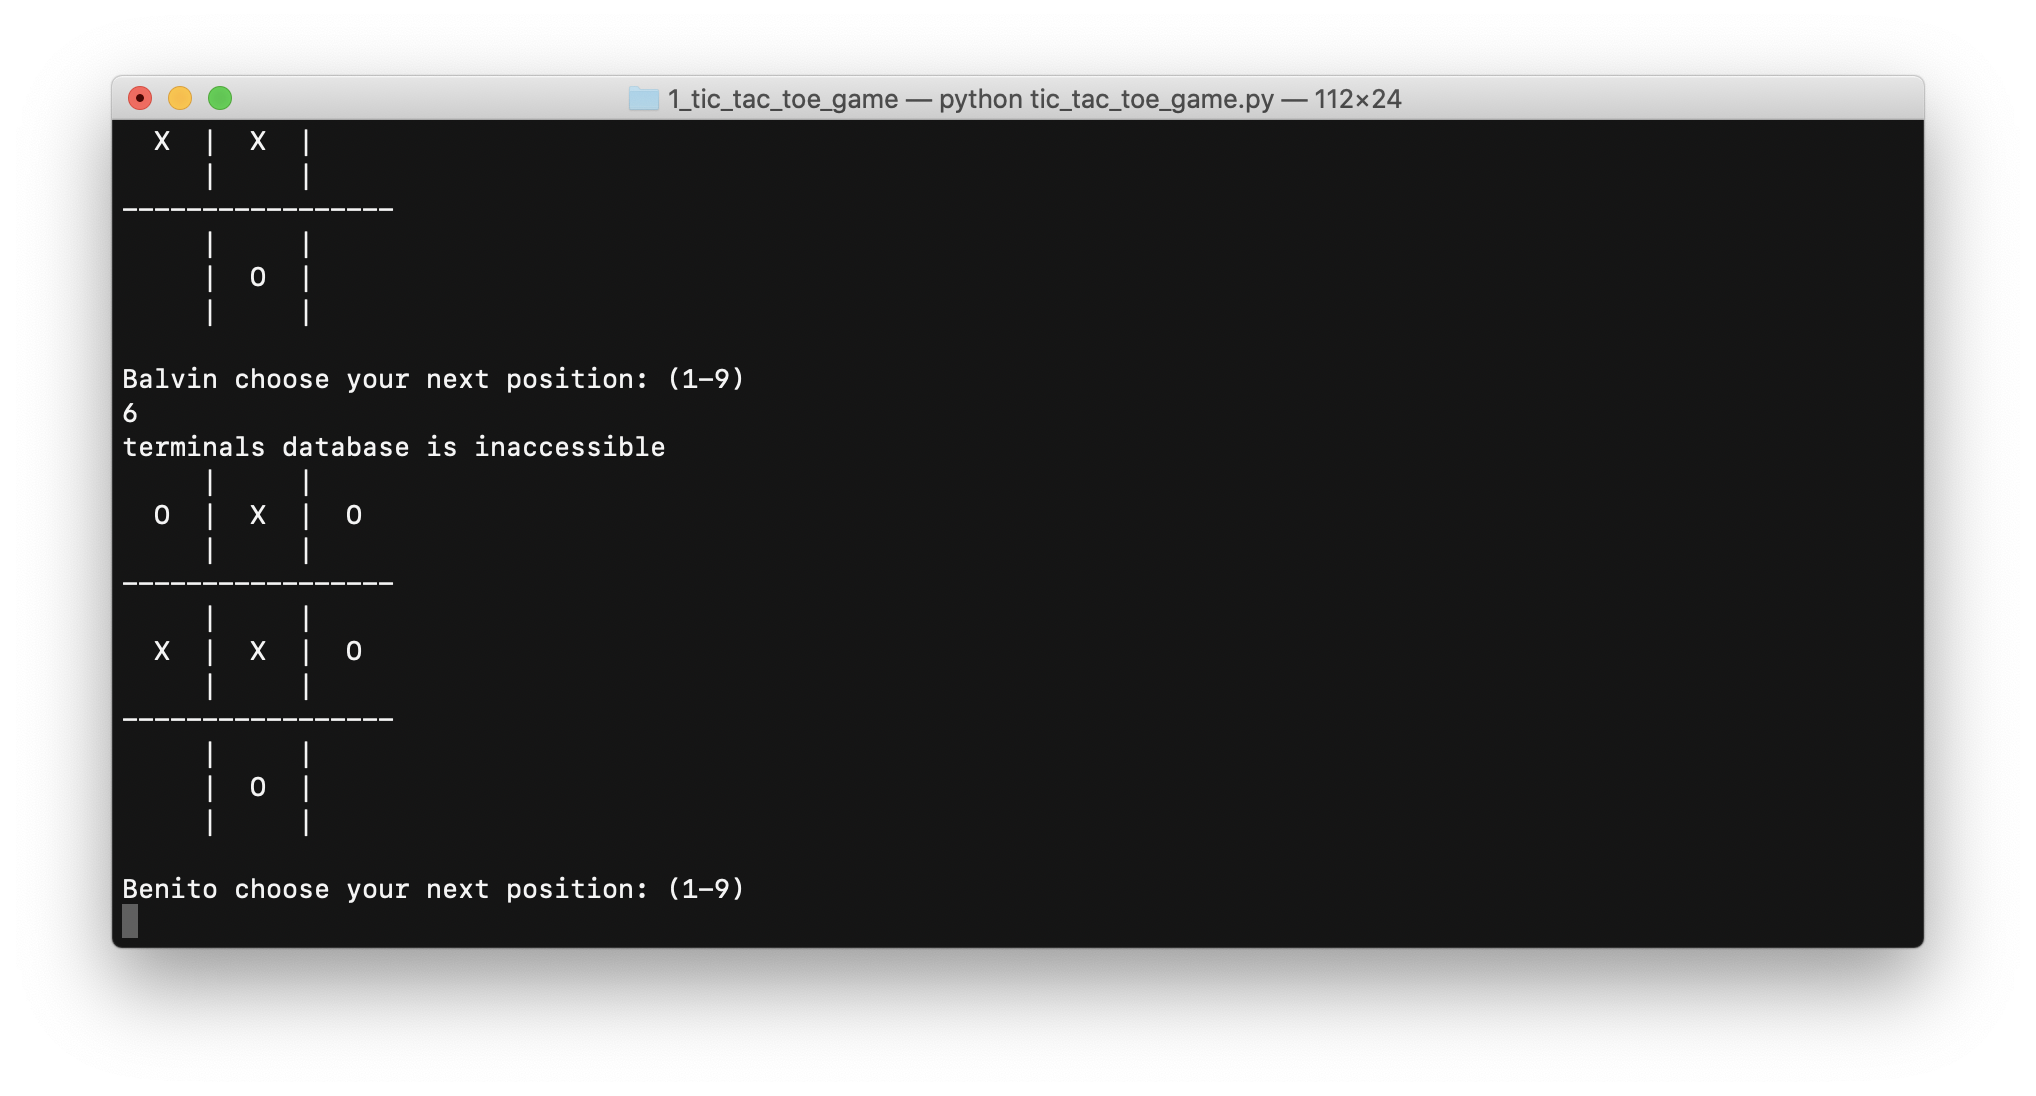 1_tic_tac_toe_game — python tic_tac_toe_game.py — 112×24
  X  |  X  |
     |     |
-----------------
     |     |
     |  O  |
     |     |

Balvin choose your next position: (1-9)
6
terminals database is inaccessible
     |     |
  O  |  X  |  O
     |     |
-----------------
     |     |
  X  |  X  |  O
     |     |
-----------------
     |     |
     |  O  |
     |     |

Benito choose your next position: (1-9)